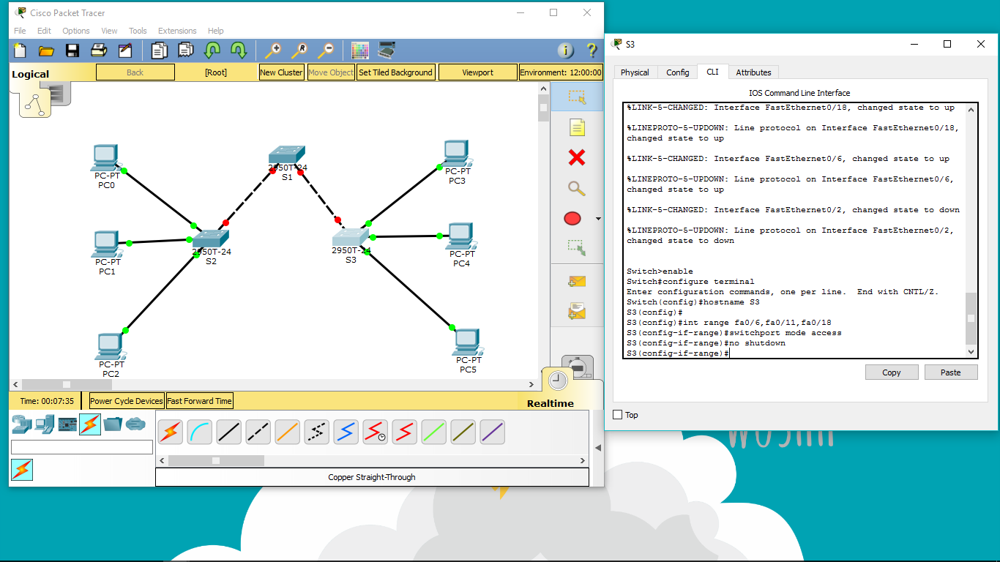 Cisco Packet Tracer
File Edit Options View Tools Extensions Help
Logical
Back
[Root]
New Cluster
Move Object
Set Tiled Background
Viewport
Environment: 12:00:00
PC-PT
PC0
2950T-24
S1
PC-PT
PC3
PC-PT
PC1
2950T-24
S2
2950T-24
S3
PC-PT
PC4
PC-PT
PC2
PC-PT
PC5
Time: 00:07:35
Power Cycle Devices
Fast Forward Time
Realtime
Copper Straight-Through
S3
Physical Config CLI Attributes
IOS Command Line Interface
%LINK-5-CHANGED: Interface FastEthernet0/18, changed state to up
%LINEPROTO-5-UPDOWN: Line protocol on Interface FastEthernet0/18,
changed state to up
%LINK-5-CHANGED: Interface FastEthernet0/6, changed state to up
%LINEPROTO-5-UPDOWN: Line protocol on Interface FastEthernet0/6,
changed state to up
%LINK-5-CHANGED: Interface FastEthernet0/2, changed state to down
%LINEPROTO-5-UPDOWN: Line protocol on Interface FastEthernet0/2,
changed state to down
Switch>enable
Switch#configure terminal
Enter configuration commands, one per line.  End with CNTL/Z.
Switch(config)#hostname S3
S3(config)#
S3(config)#int range fa0/6,fa0/11,fa0/18
S3(config-if-range)#switchport mode access
S3(config-if-range)#no shutdown
S3(config-if-range)#
Copy
Paste
Top